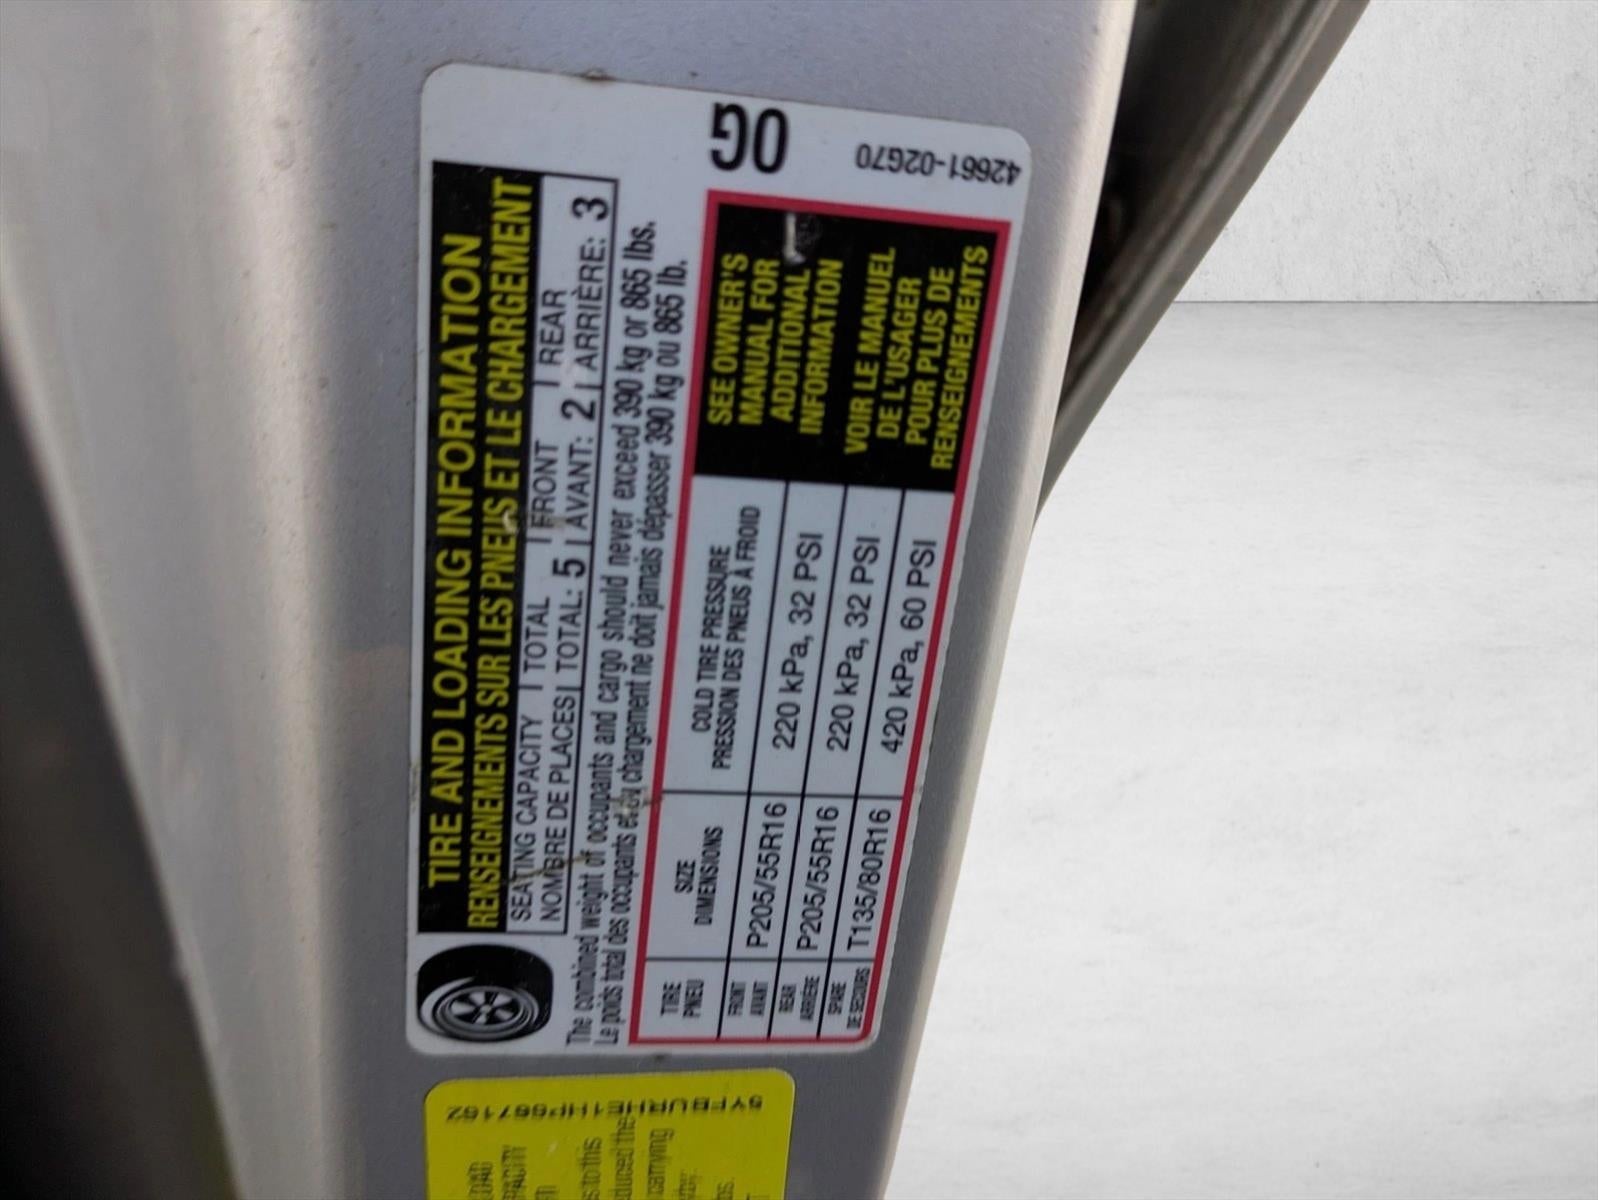 TIRE AND LOADING INFORMATION
RENSEIGNEMENTS SUR LES PNEUS ET LE CHARGEMENT
SEATING CAPACITY | TOTAL | FRONT | REAR
NOMBRE DE PLACES | TOTAL: 5 | AVANT: 2 | ARRIÈRE: 3
The combined weight of occupants and cargo should never exceed 390 kg or 865 lbs.
Le poids total des occupants et du chargement ne doit jamais dépasser 390 kg ou 865 lb.
TIRE
PNEU
SIZE
DIMENSIONS
COLD TIRE PRESSURE
PRESSION DES PNEUS À FROID
FRONT
AVANT
P205/55R16
220 kPa, 32 PSI
REAR
ARRIÈRE
P205/55R16
220 kPa, 32 PSI
SPARE
DE SECOURS
T135/80R16
420 kPa, 60 PSI
SEE OWNER'S
MANUAL FOR
ADDITIONAL
INFORMATION
VOIR LE MANUEL
DE L'USAGER
POUR PLUS DE
RENSEIGNEMENTS
0G
42661-02G70
to this
carrying